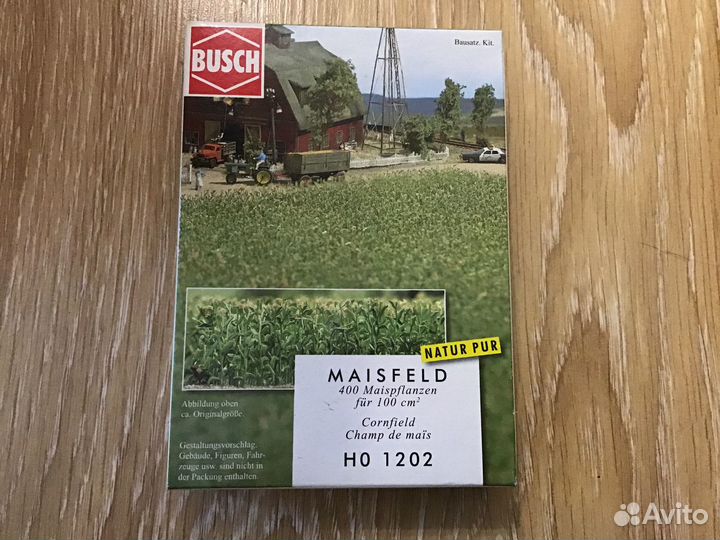 BUSCH
Bausatz. Kit.
NATUR PUR
MAISFELD
400 Maispflanzen
für 100 cm²
Cornfield
Champ de maïs
H0 1202
Abbildung oben
ca. Originalgröße.
Gestaltungsvorschlag.
Gebäude, Figuren, Fahr-
zeuge usw. sind nicht in
der Packung enthalten.
Avito